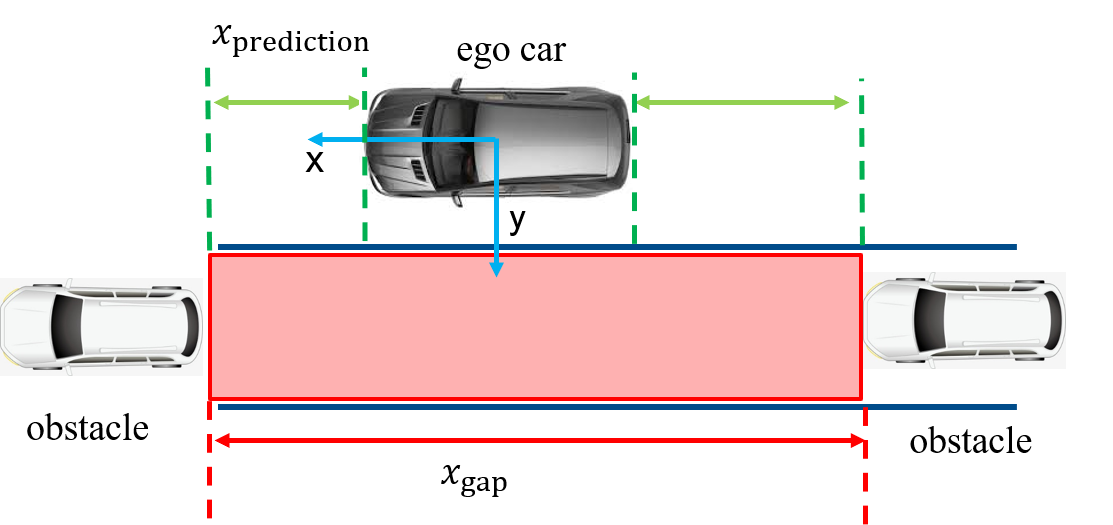 x_prediction
ego car
x
y
obstacle
obstacle
x_gap